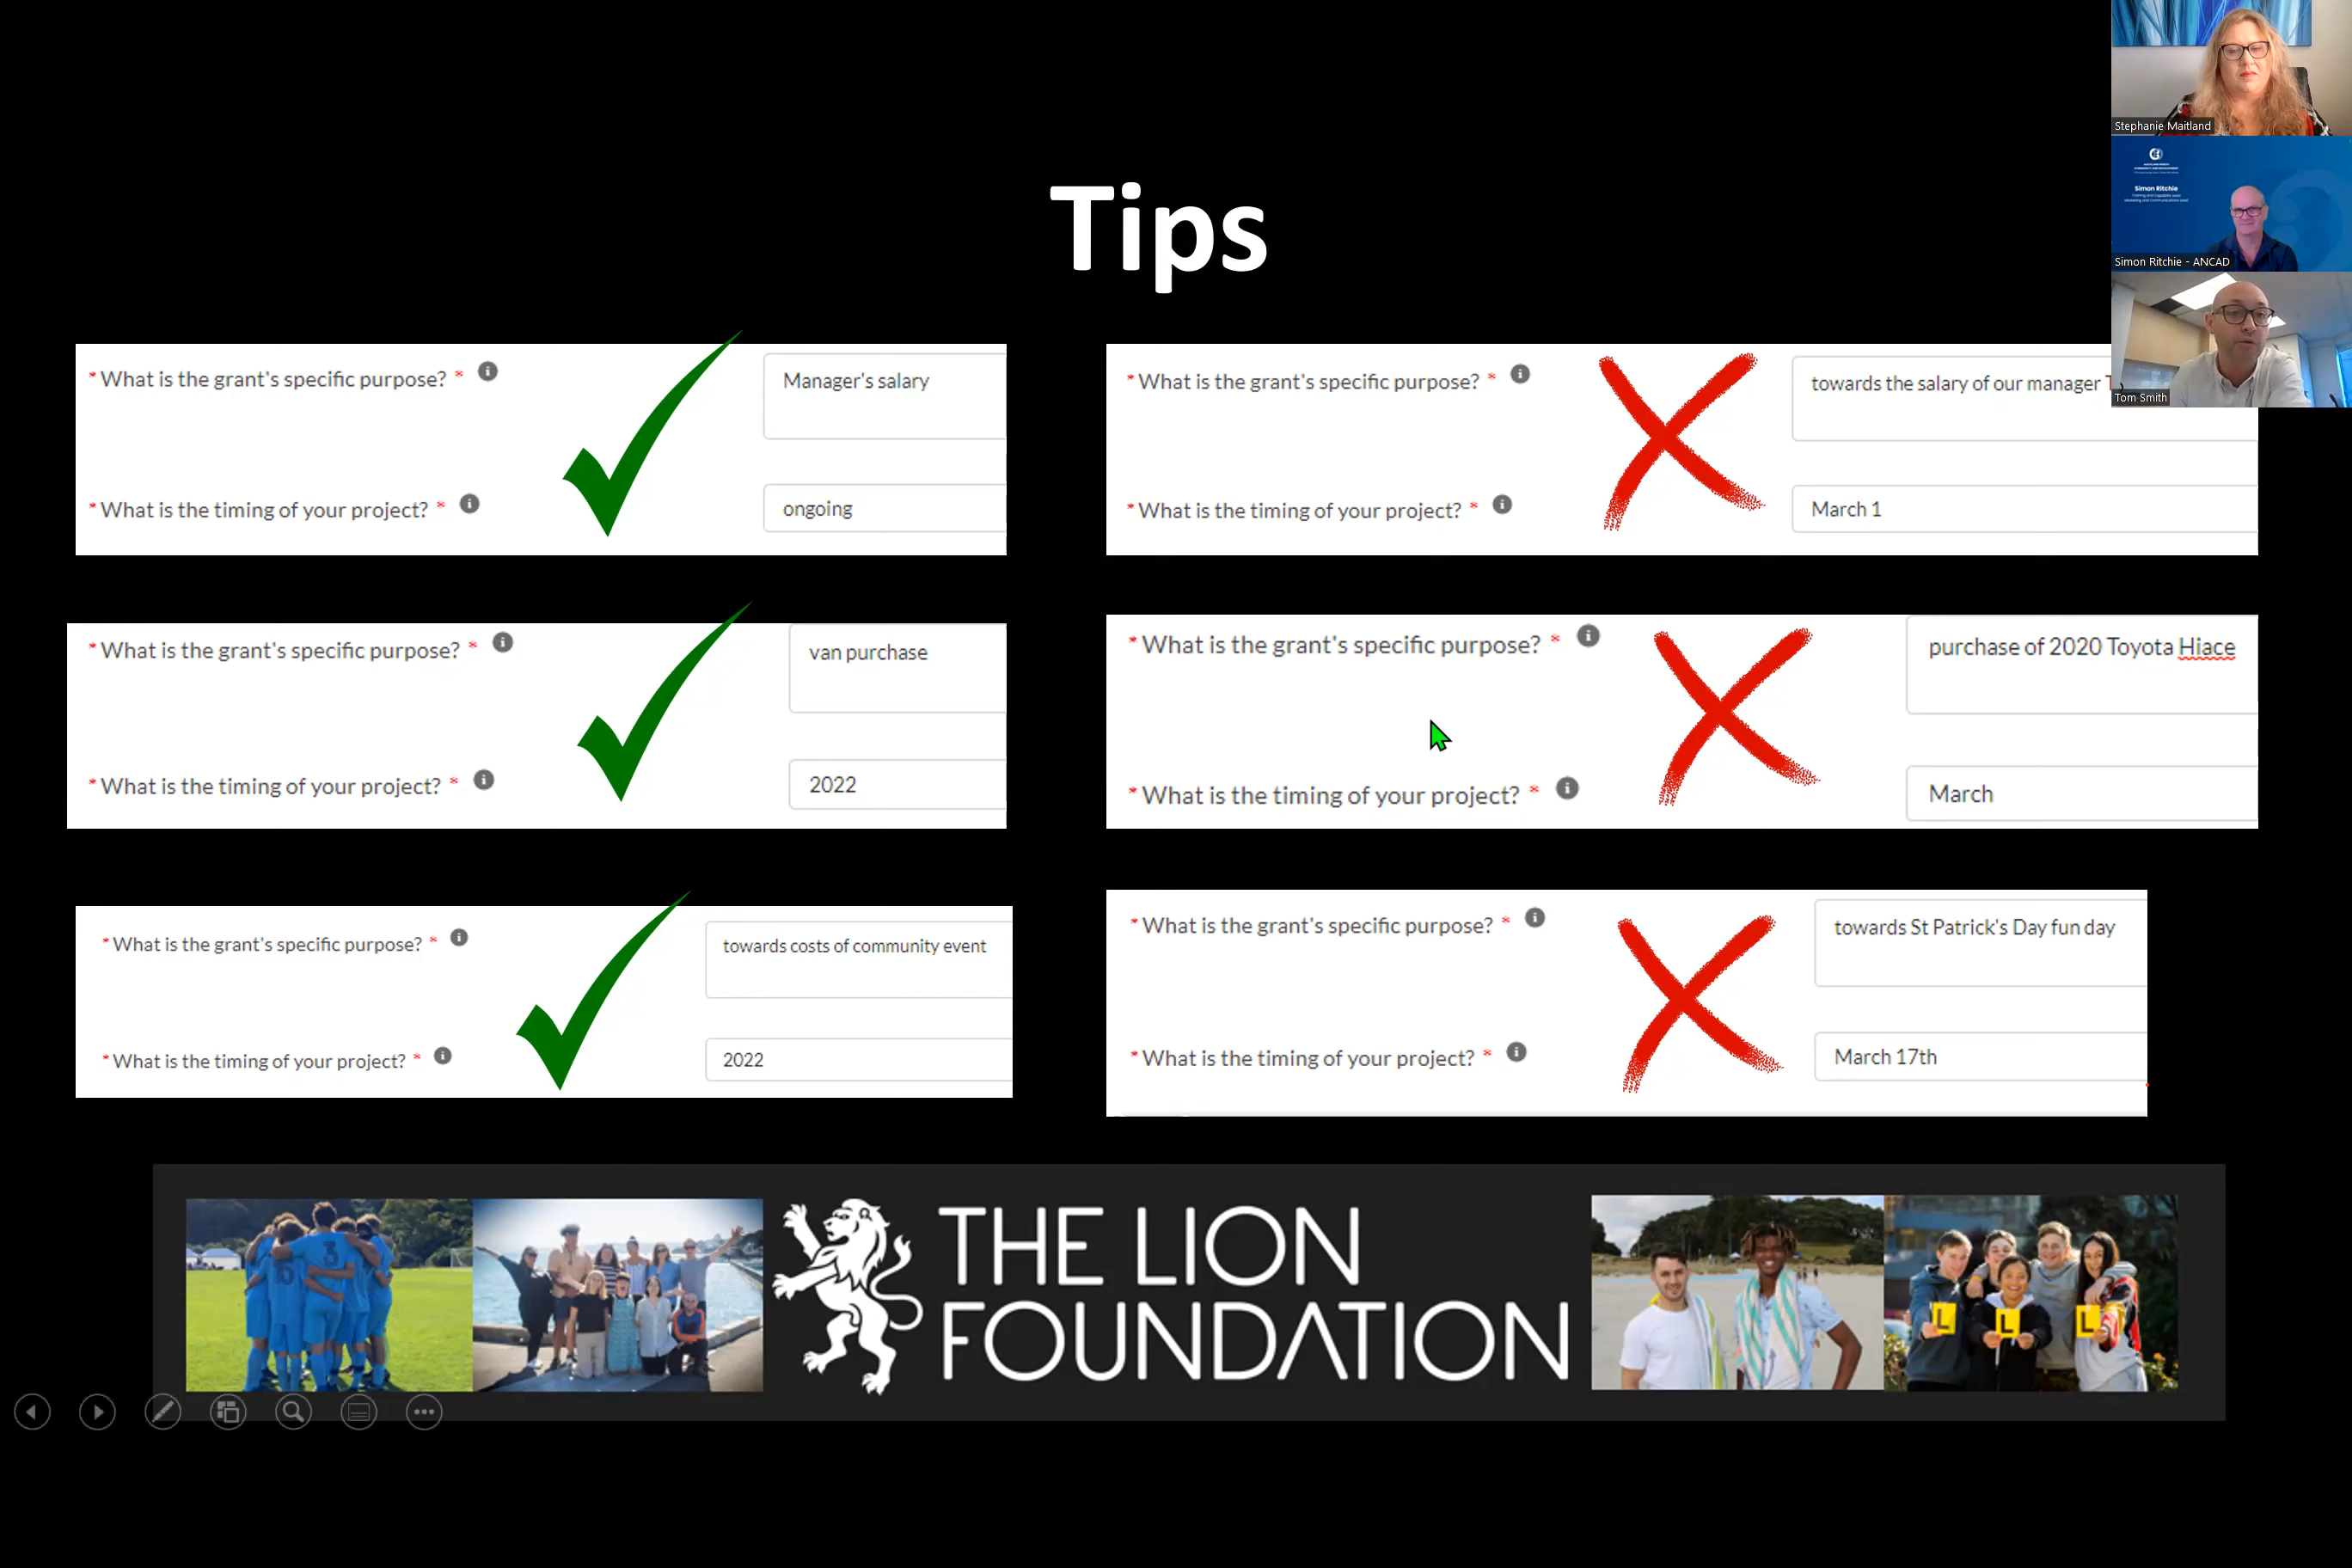 Tips
*What is the grant's specific purpose? *
Manager's salary
*What is the timing of your project? *
ongoing
*What is the grant's specific purpose? *
towards the salary of our manager
*What is the timing of your project? *
March 1
*What is the grant's specific purpose? *
van purchase
*What is the timing of your project? *
2022
*What is the grant's specific purpose? *
purchase of 2020 Toyota Hiace
*What is the timing of your project? *
March
*What is the grant's specific purpose? *
towards costs of community event
*What is the timing of your project? *
2022
*What is the grant's specific purpose? *
towards St Patrick's Day fun day
*What is the timing of your project? *
March 17th
THE LION
FOUNDATION
3
L
L
L
Stephanie Maitland
Simon Ritchie
Simon Ritchie - ANCAD
Tom Smith